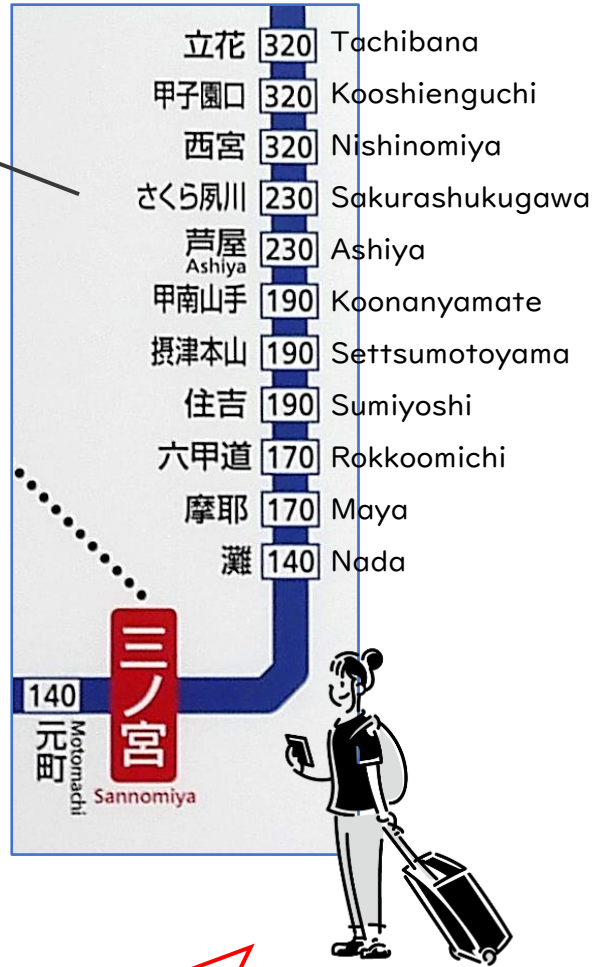 立花 320 Tachibana
甲子園口 320 Kooshienguchi
西宮 320 Nishinomiya
さくら夙川 230 Sakurashukugawa
芦屋 230 Ashiya
Ashiya
甲南山手 190 Koonanyamate
摂津本山 190 Settsumotoyama
住吉 190 Sumiyoshi
六甲道 170 Rokkoomichi
摩耶 170 Maya
灘 140 Nada
三ノ宮
Sannomiya
140
元町
Motomachi